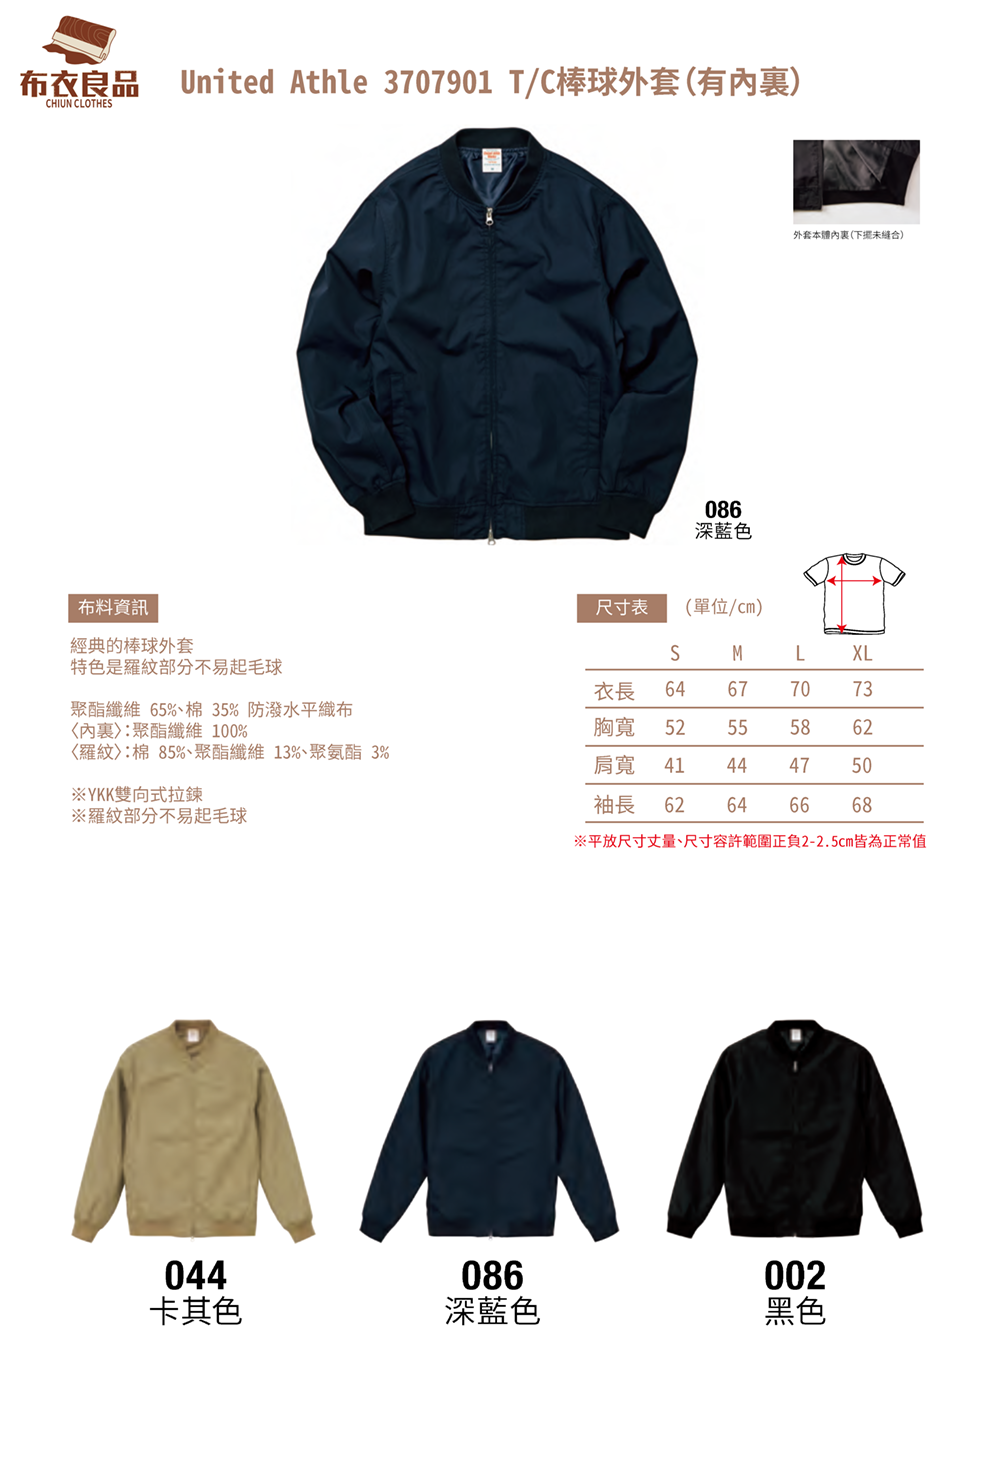 布衣良品
CHIUN CLOTHES
United Athle 3707901 T/C棒球外套(有內裏)
外套本體內裏(下擺未縫合)
086
深藍色
布料資訊
經典的棒球外套
特色是羅紋部分不易起毛球
聚酯纖維 65%、棉 35% 防潑水平織布
〈內裏〉:聚酯纖維 100%
〈羅紋〉:棉 85%、聚酯纖維 13%、聚氨酯 3%
※YKK雙向式拉鍊
※羅紋部分不易起毛球
尺寸表 (單位/cm)
S M L XL
衣長 64 67 70 73
胸寬 52 55 58 62
肩寬 41 44 47 50
袖長 62 64 66 68
※平放尺寸丈量、尺寸容許範圍正負2-2.5cm皆為正常值
044
卡其色
086
深藍色
002
黑色